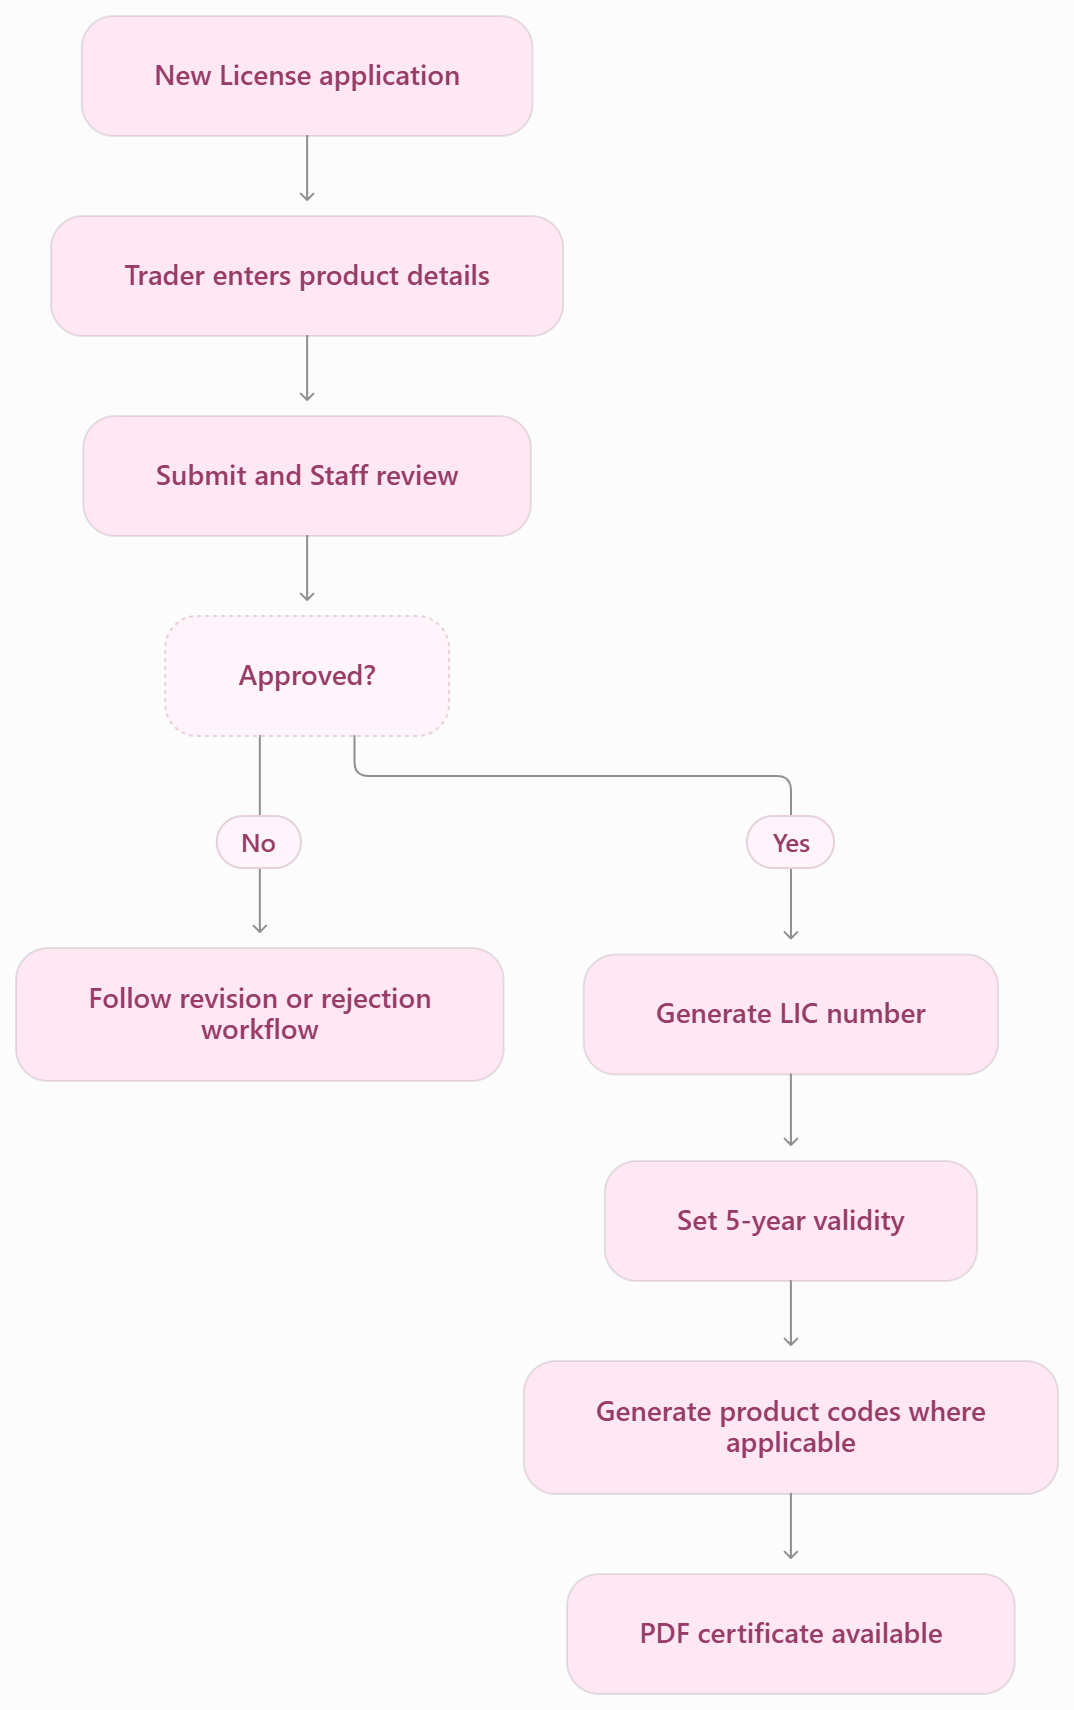 New License application
Trader enters product details
Submit and Staff review
Approved?
No
Yes
Follow revision or rejection
workflow
Generate LIC number
Set 5-year validity
Generate product codes where
applicable
PDF certificate available